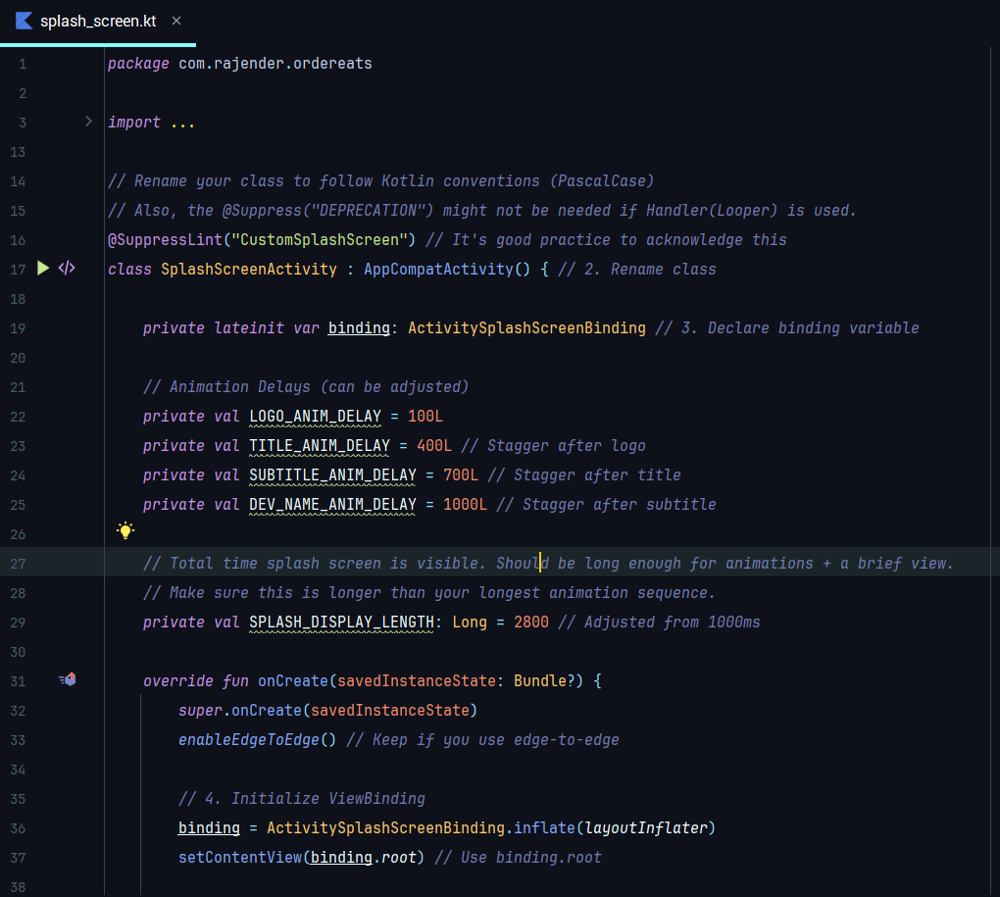 splash_screen.kt ×
1 package com.rajender.ordereats
2
3 import ...
13
14 // Rename your class to follow Kotlin conventions (PascalCase)
15 // Also, the @Suppress("DEPRECATION") might not be needed if Handler(Looper) is used.
16 @SuppressLint("CustomSplashScreen") // It's good practice to acknowledge this
17 class SplashScreenActivity : AppCompatActivity() { // 2. Rename class
18
19 private lateinit var binding: ActivitySplashScreenBinding // 3. Declare binding variable
20
21 // Animation Delays (can be adjusted)
22 private val LOGO_ANIM_DELAY = 100L
23 private val TITLE_ANIM_DELAY = 400L // Stagger after logo
24 private val SUBTITLE_ANIM_DELAY = 700L // Stagger after title
25 private val DEV_NAME_ANIM_DELAY = 1000L // Stagger after subtitle
26
27 // Total time splash screen is visible. Should be long enough for animations + a brief view.
28 // Make sure this is longer than your longest animation sequence.
29 private val SPLASH_DISPLAY_LENGTH: Long = 2800 // Adjusted from 1000ms
30
31 override fun onCreate(savedInstanceState: Bundle?) {
32 super.onCreate(savedInstanceState)
33 enableEdgeToEdge() // Keep if you use edge-to-edge
34
35 // 4. Initialize ViewBinding
36 binding = ActivitySplashScreenBinding.inflate(layoutInflater)
37 setContentView(binding.root) // Use binding.root
38